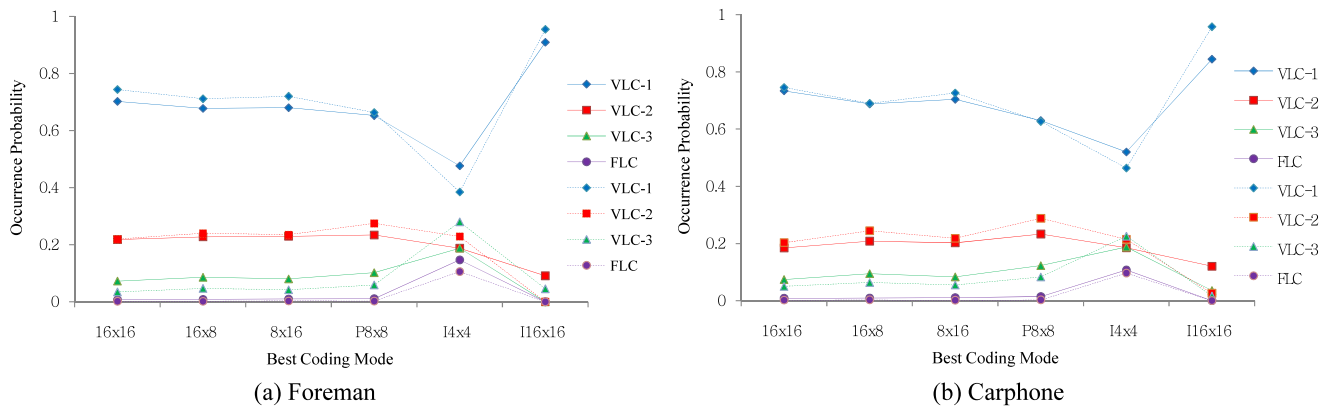 1
0.8
0.6
0.4
0.2
0
Occurrence Probability
16x16 16x8 8x16 P8x8 I4x4 I16x16
Best Coding Mode
VLC-1
VLC-2
VLC-3
FLC
VLC-1
VLC-2
VLC-3
FLC
(a) Foreman
1
0.8
0.6
0.4
0.2
0
Occurrence Probability
16x16 16x8 8x16 P8x8 I4x4 I16x16
Best Coding Mode
VLC-1
VLC-2
VLC-3
FLC
VLC-1
VLC-2
VLC-3
FLC
(b) Carphone